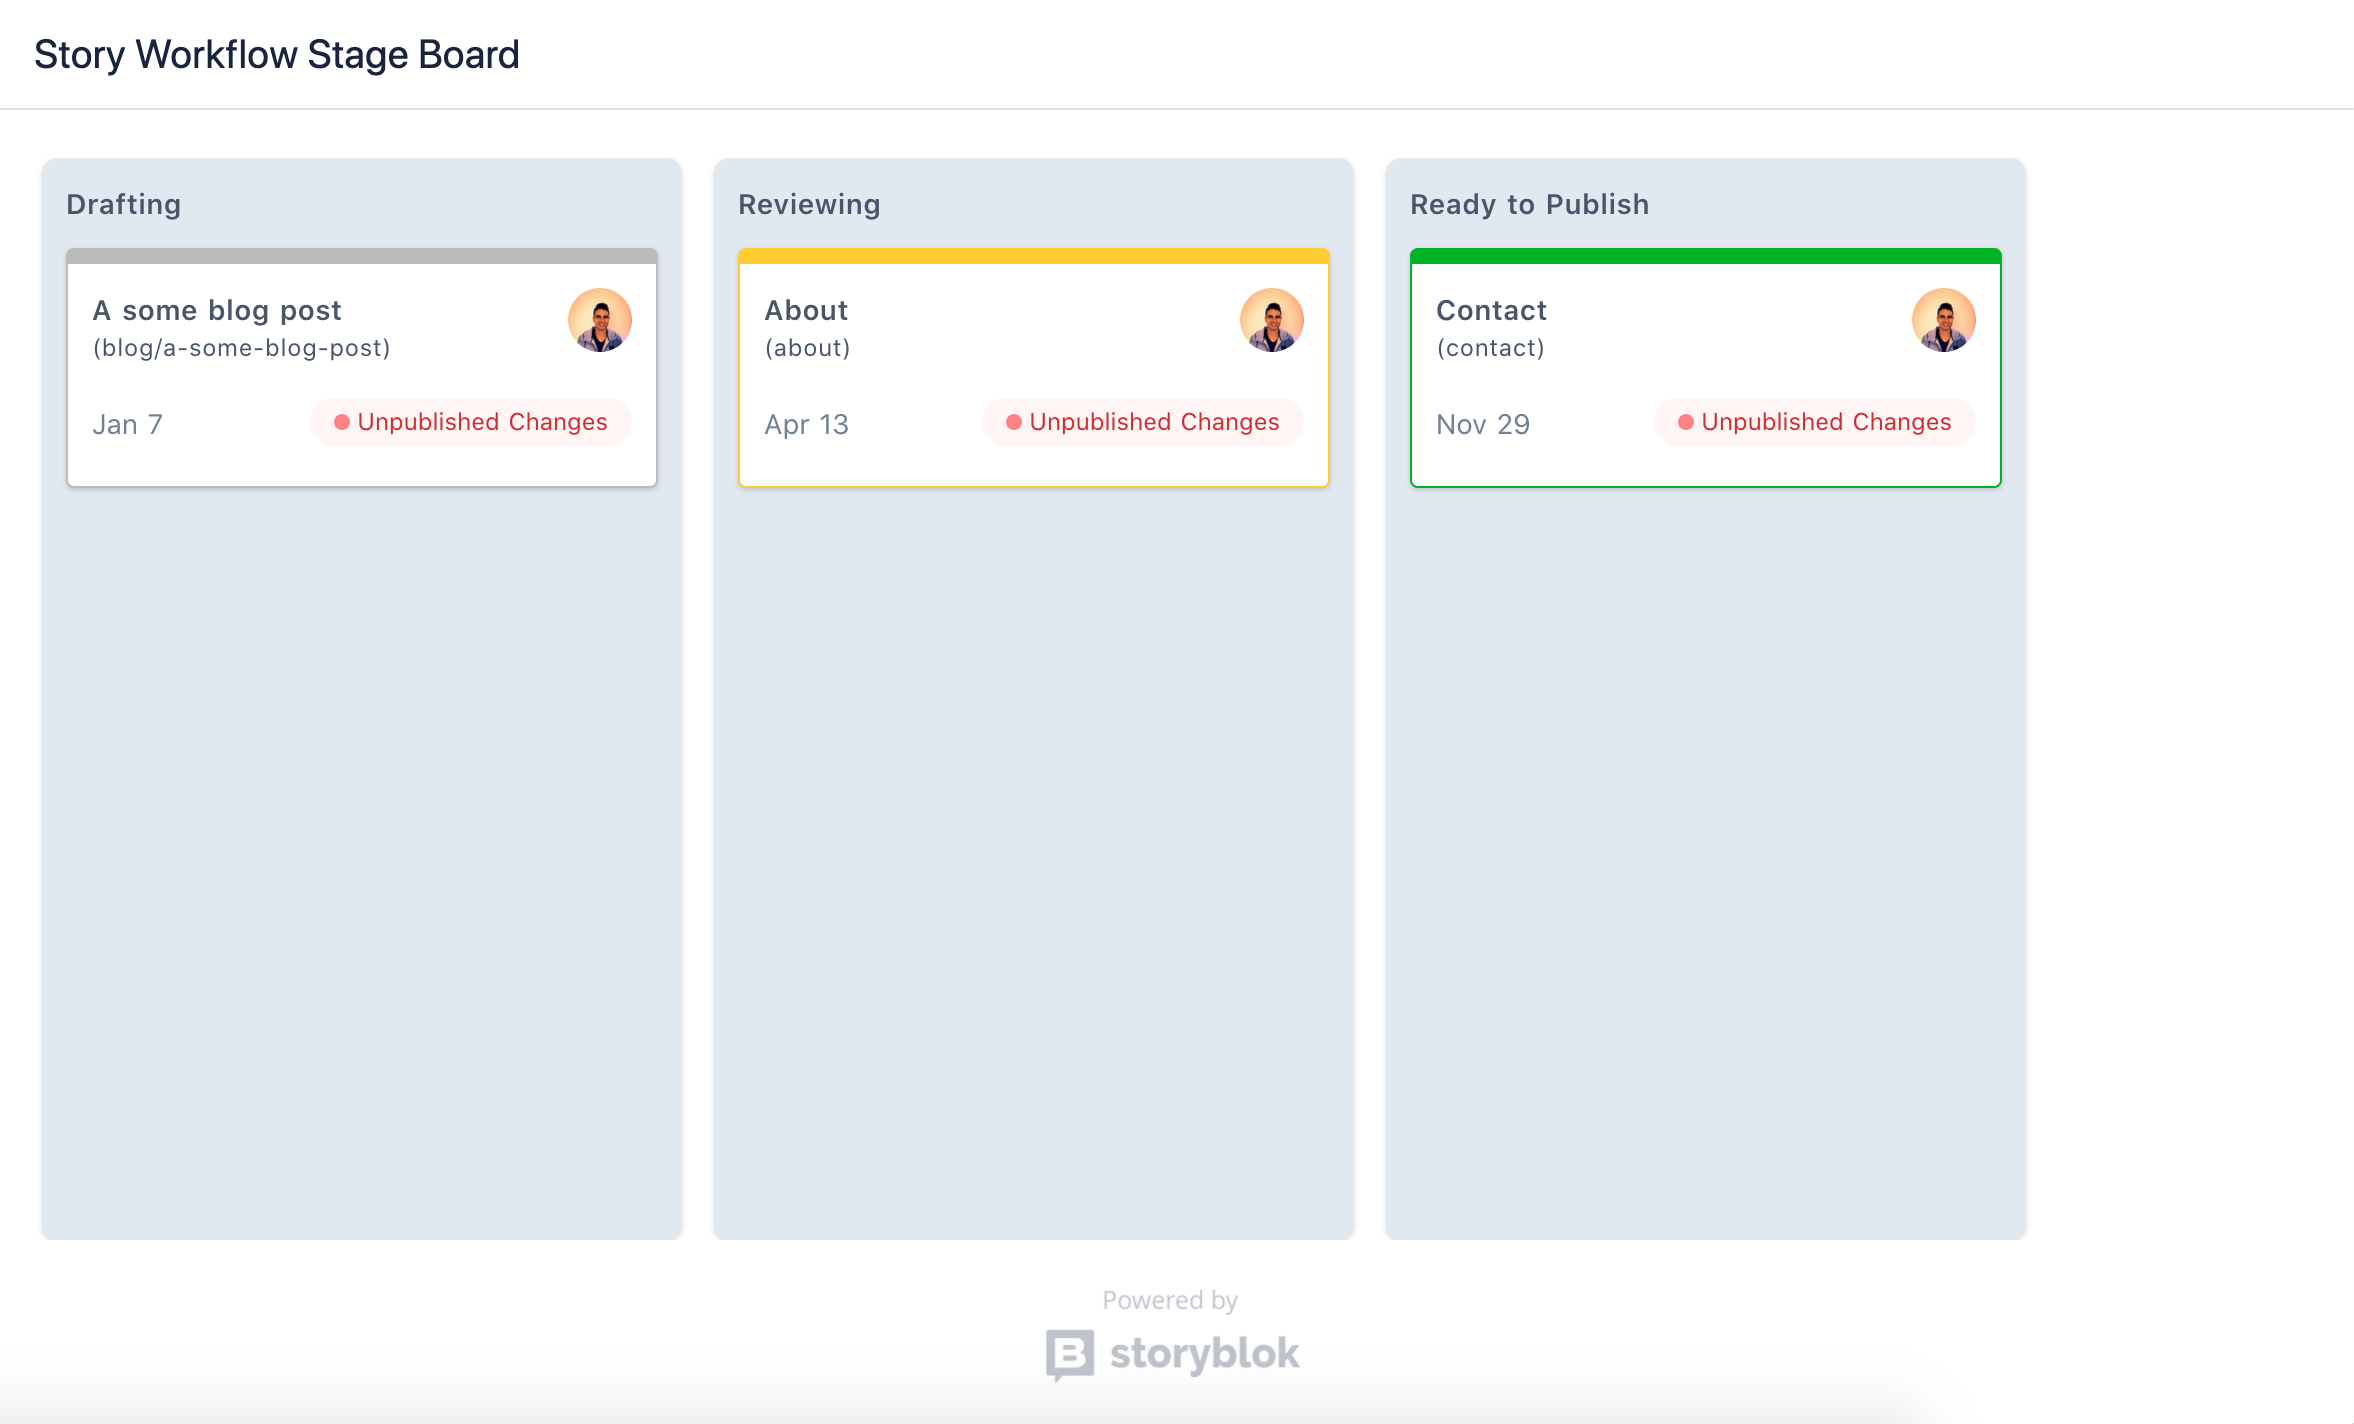 Story Workflow Stage Board
Drafting
A some blog post
(blog/a-some-blog-post)
Jan 7
Unpublished Changes
Reviewing
About
(about)
Apr 13
Unpublished Changes
Ready to Publish
Contact
(contact)
Nov 29
Unpublished Changes
Powered by
B storyblok